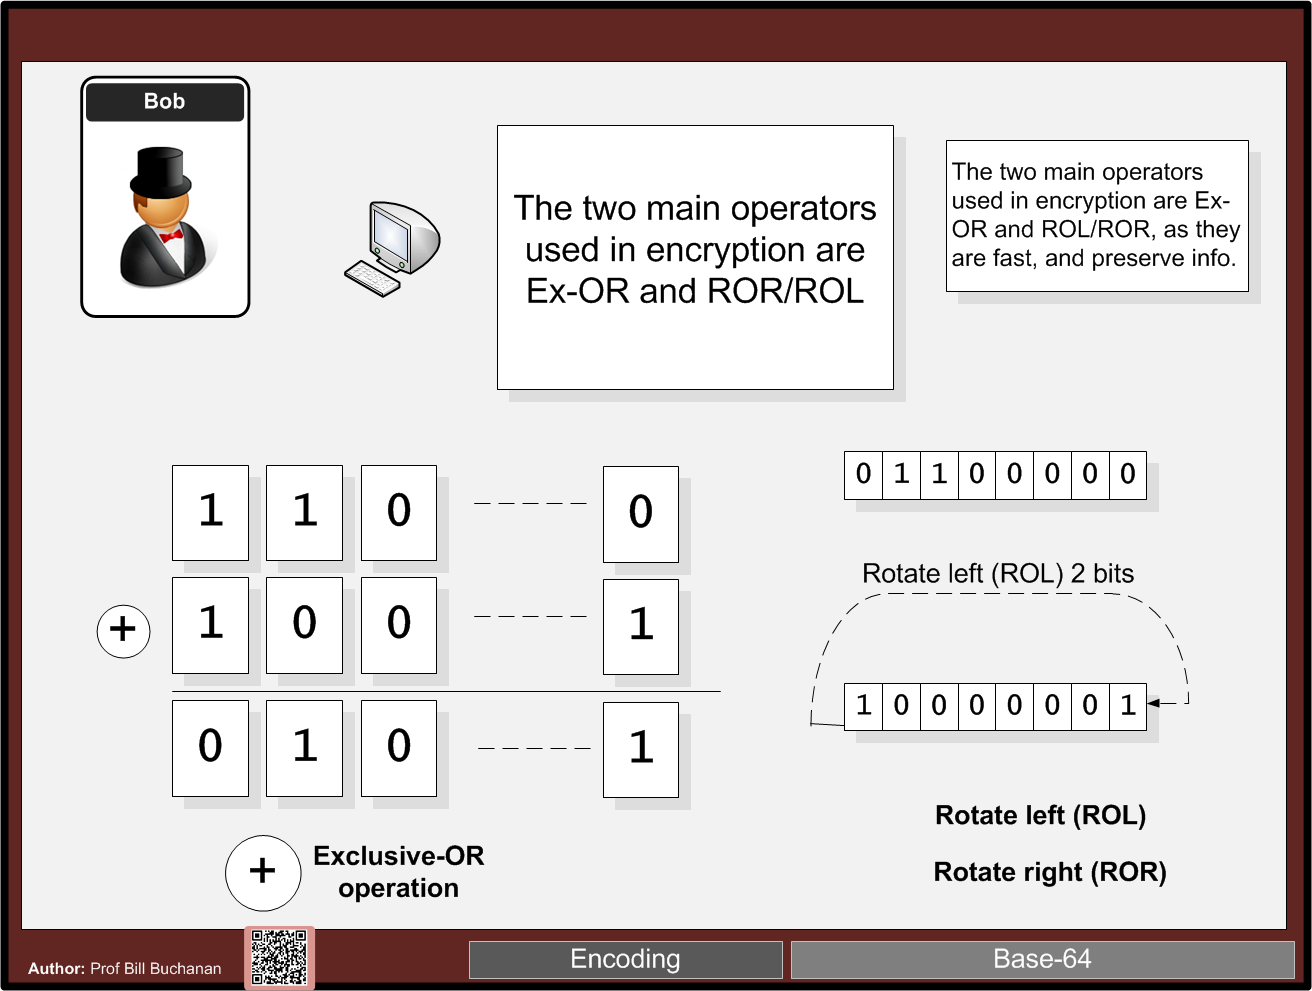 Bob
The two main operators
used in encryption are
Ex-OR and ROR/ROL
The two main operators
used in encryption are Ex-
OR and ROL/ROR, as they
are fast, and preserve info.
1 1 0 0
+ 1 0 0 1
0 1 0 1
+ Exclusive-OR
operation
0 1 1 0 0 0 0 0
Rotate left (ROL) 2 bits
1 0 0 0 0 0 0 1
Rotate left (ROL)
Rotate right (ROR)
Author: Prof Bill Buchanan
Encoding
Base-64